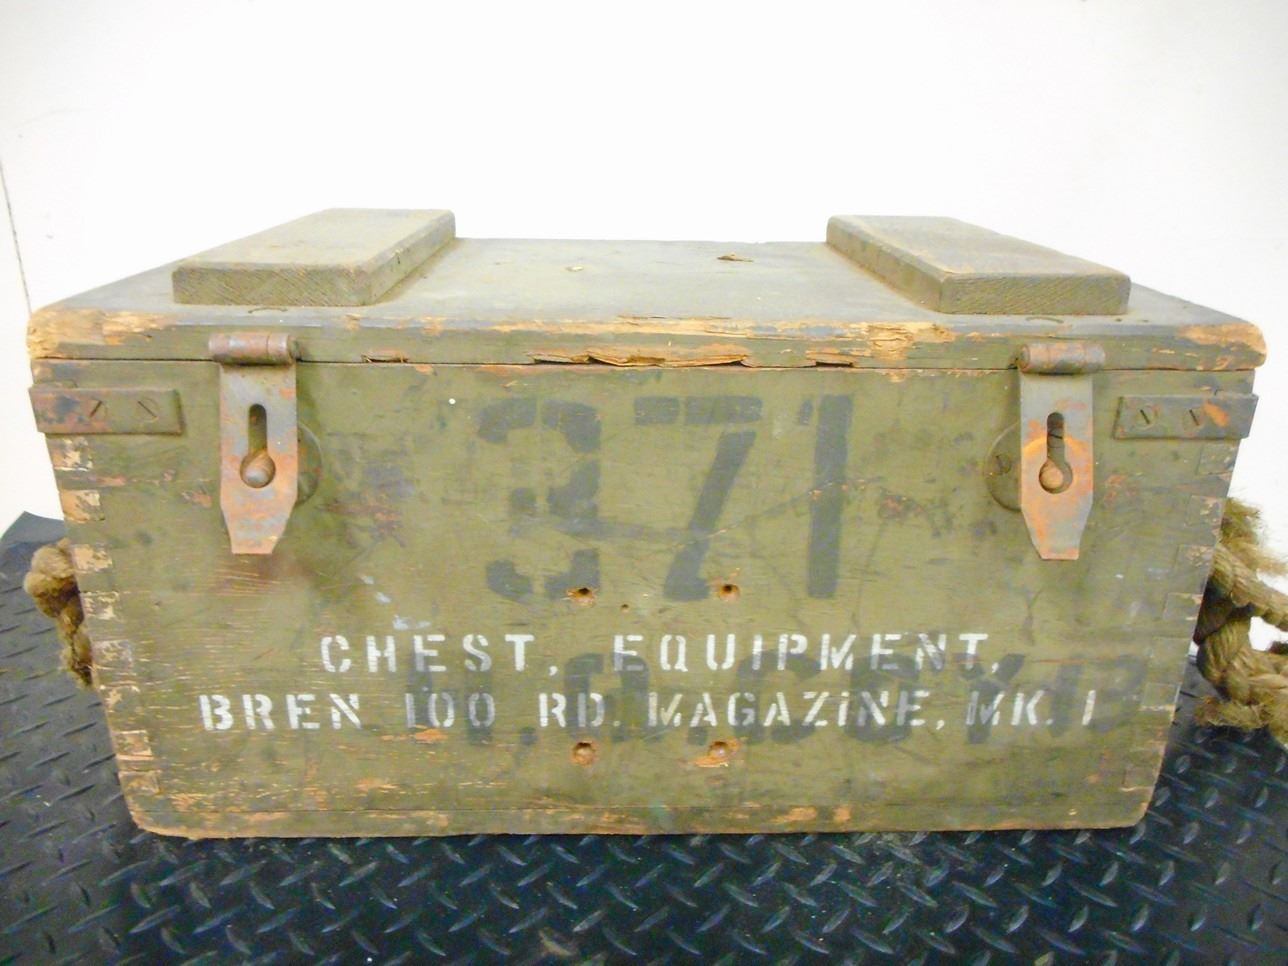 371
CHEST, EQUIPMENT,
BREN 100 RD. MAGAZINE, MK. I